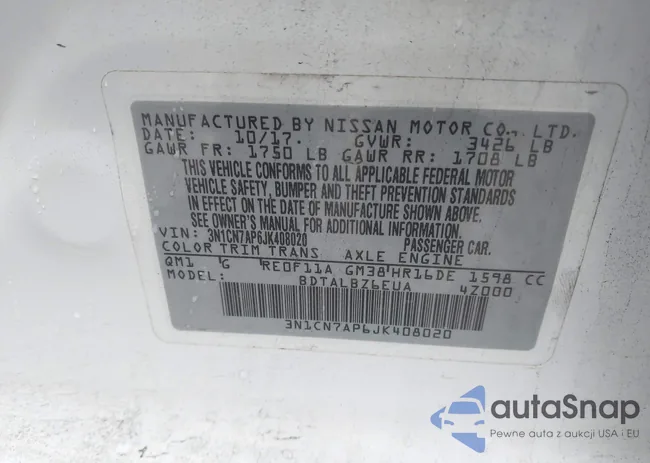 MANUFACTURED BY NISSAN MOTOR CO., LTD.
DATE: 10/17. GVWR: 3426 LB
GAWR FR: 1750 LB GAWR RR: 1708 LB
THIS VEHICLE CONFORMS TO ALL APPLICABLE FEDERAL MOTOR
VEHICLE SAFETY, BUMPER AND THEFT PREVENTION STANDARDS
IN EFFECT ON THE DATE OF MANUFACTURE SHOWN ABOVE.
SEE OWNER'S MANUAL FOR ADDITIONAL INFORMATION.
VIN: 3N1CN7AP6JK408020 PASSENGER CAR.
COLOR TRIM TRANS AXLE ENGINE
QM1 G RE0F11A GM38 HR16DE 1598 CC
MODEL: BDTALBZ6EUA 4Z000
3N1CN7AP6JK408020
autaSnap
Pewne auta z aukcji USA i EU